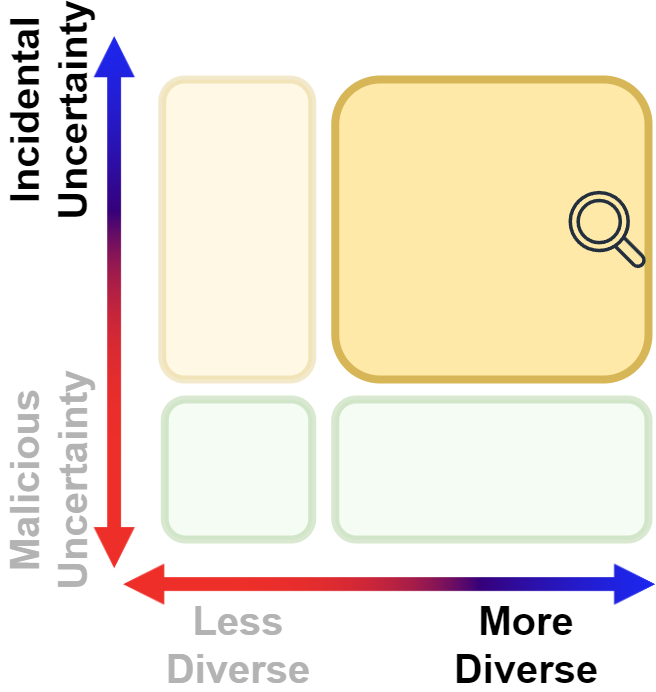 Incidental
Uncertainty
Malicious
Uncertainty
Less
Diverse
More
Diverse